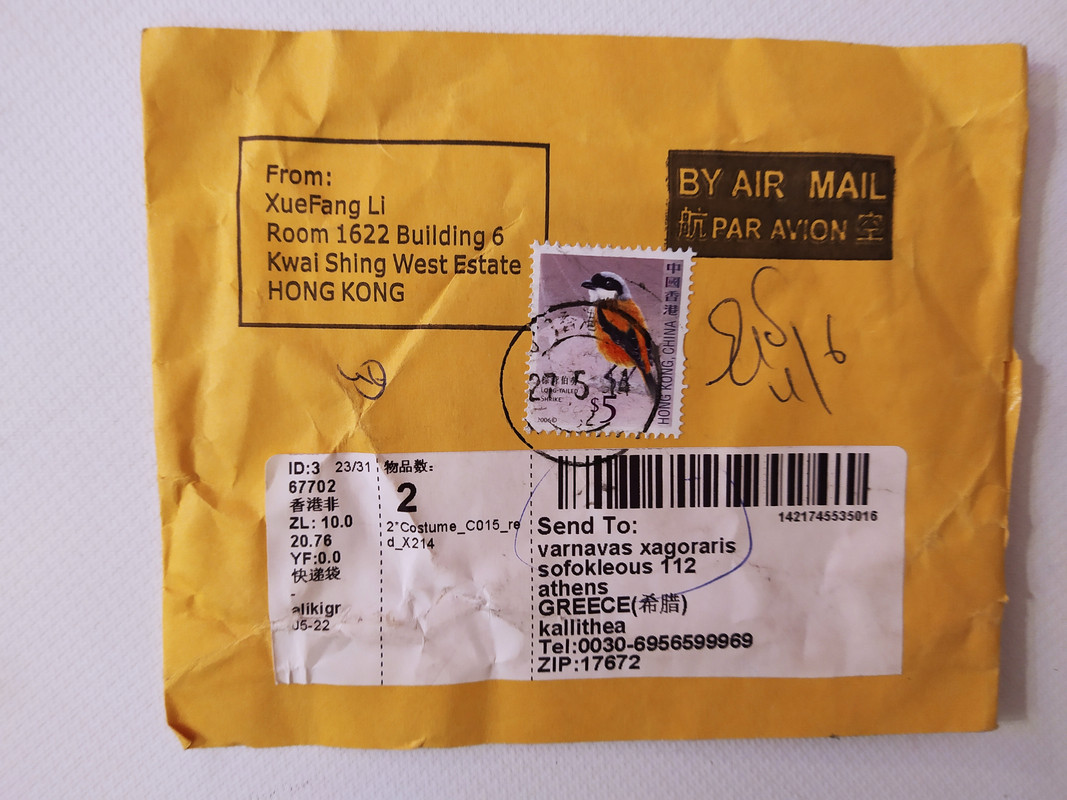 From:
XueFang Li
Room 1622 Building 6
Kwai Shing West Estate
HONG KONG
BY AIR MAIL
航 PAR AVION 空
中國香港
HONG KONG, CHINA
LONG-TAILED
SHRIKE
$5
2006
27 5 14
ID:3 23/31
67702
香港非
ZL: 10.0
20.76
YF:0.0
快递袋
-
alikigr
05-22
物品数:
2
2*Costume_C015_re
d_X214
1421745535016
Send To:
varnavas xagoraris
sofokleous 112
athens
GREECE(希腊)
kallithea
Tel:0030-6956599969
ZIP:17672